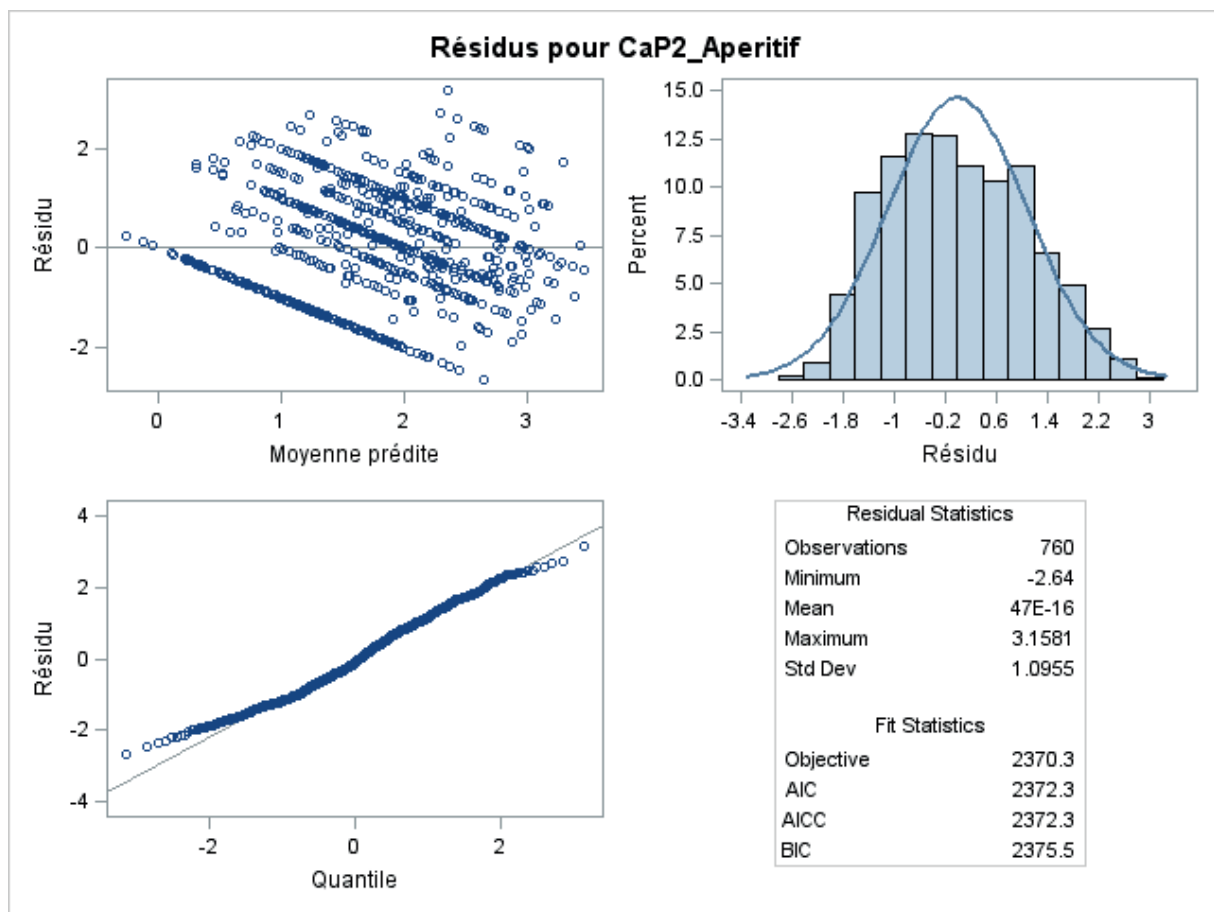 Résidus pour CaP2_Aperitif
Résidu
2
0
-2
0 1 2 3
Moyenne prédite
Percent
15.0
12.5
10.0
7.5
5.0
2.5
0.0
-3.4 -2.6 -1.8 -1 -0.2 0.6 1.4 2.2 3
Résidu
Résidu
4
2
0
-2
-4
-2 0 2
Quantile
Residual Statistics
Observations 760
Minimum -2.64
Mean 47E-16
Maximum 3.1581
Std Dev 1.0955
Fit Statistics
Objective 2370.3
AIC 2372.3
AICC 2372.3
BIC 2375.5